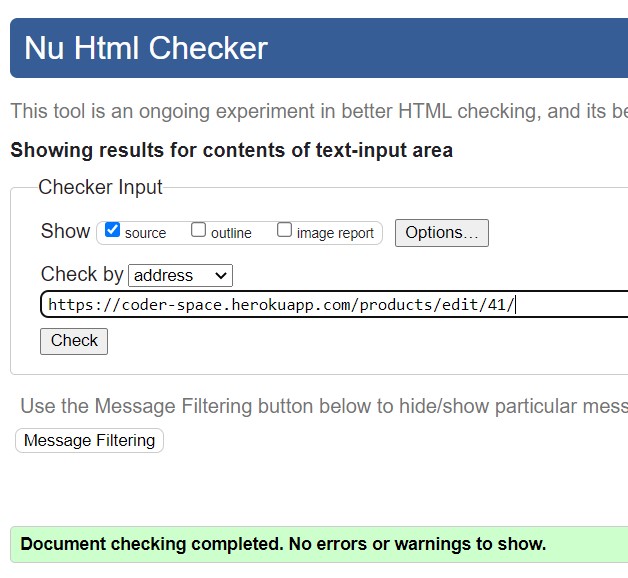 Nu Html Checker
This tool is an ongoing experiment in better HTML checking, and its
Showing results for contents of text-input area
Checker Input
Show source outline image report Options...
Check by address
https://coder-space.herokuapp.com/products/edit/41/
Check
Use the Message Filtering button below to hide/show particular
Message Filtering
Document checking completed. No errors or warnings to show.